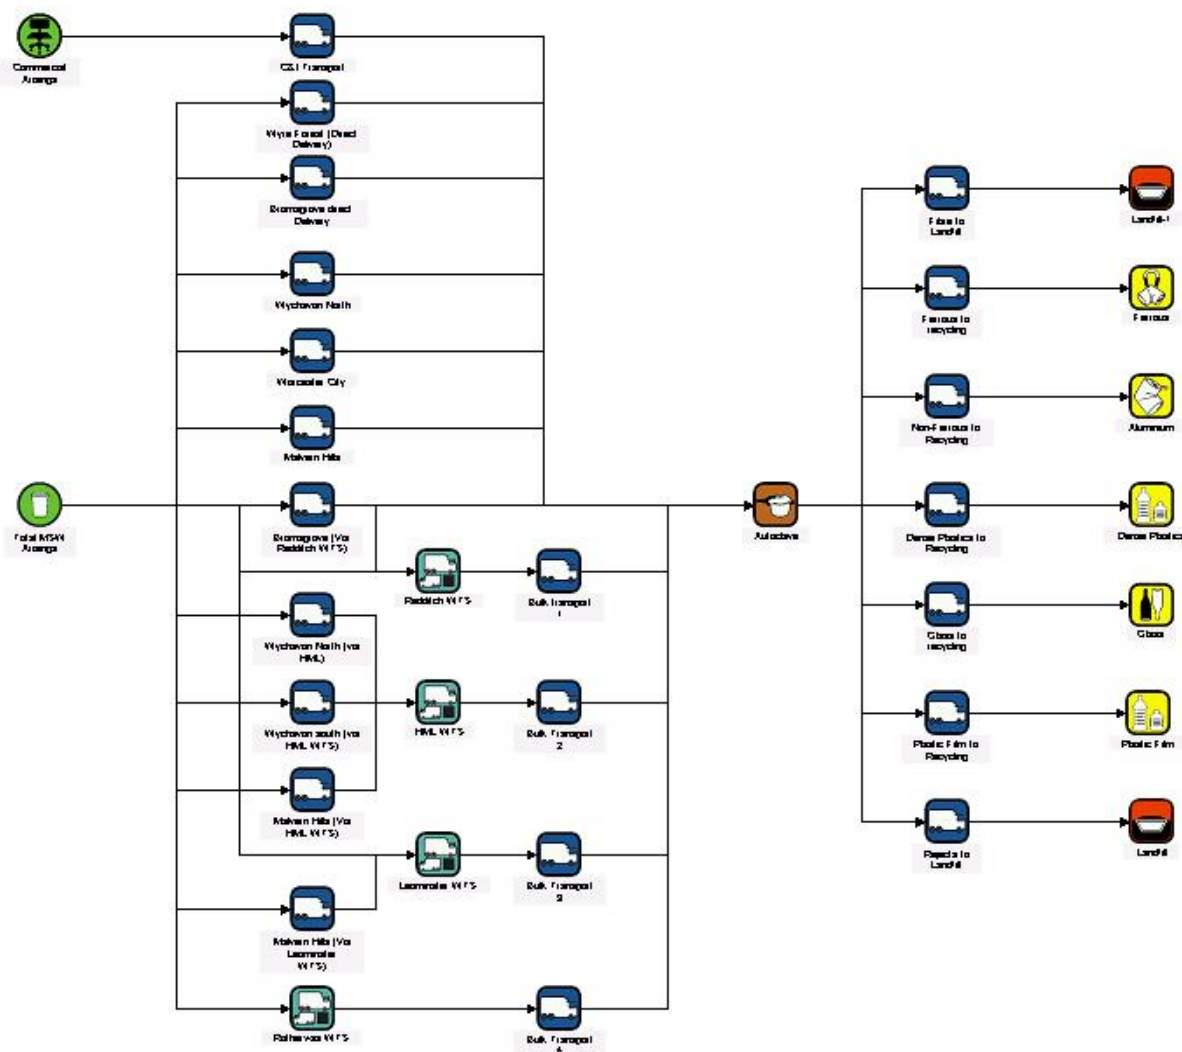 Commercial
Arisings
C&I Transport
Wyre Forest (Direct
Delivery)
Bromsgrove direct
Delivery
Wychavon North
Worcester City
Malvern Hills
Total MSW
Arisings
Bromsgrove (Via
Redditch WTS)
Redditch WTS
Bulk Transport
1
Wychavon North (via
HML)
Wychavon south (via
HML WTS)
HML WTS
Bulk Transport
2
Malvern Hills (Via
HML WTS)
Leominster WTS
Bulk Transport
3
Malvern Hills (Via
Leominster
WTS)
Rotherwas WTS
Bulk Transport
4
Autoclave
Fibre to
Landfill
Landfill-1
Ferrous to
recycling
Ferrous
Non-Ferrous to
Recycling
Aluminium
Dense Plastics to
Recycling
Dense Plastics
Glass to
recycling
Glass
Plastic Film to
Recycling
Plastic Film
Rejects to
Landfill
Landfill